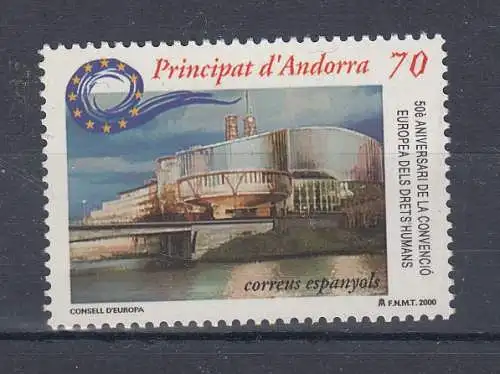 Principat d'Andorra 70
50è ANIVERSARI DE LA CONVENCIÓ
EUROPEA DELS DRETS HUMANS
correus espanyols
CONSELL D'EUROPA
F.N.M.T. 2000